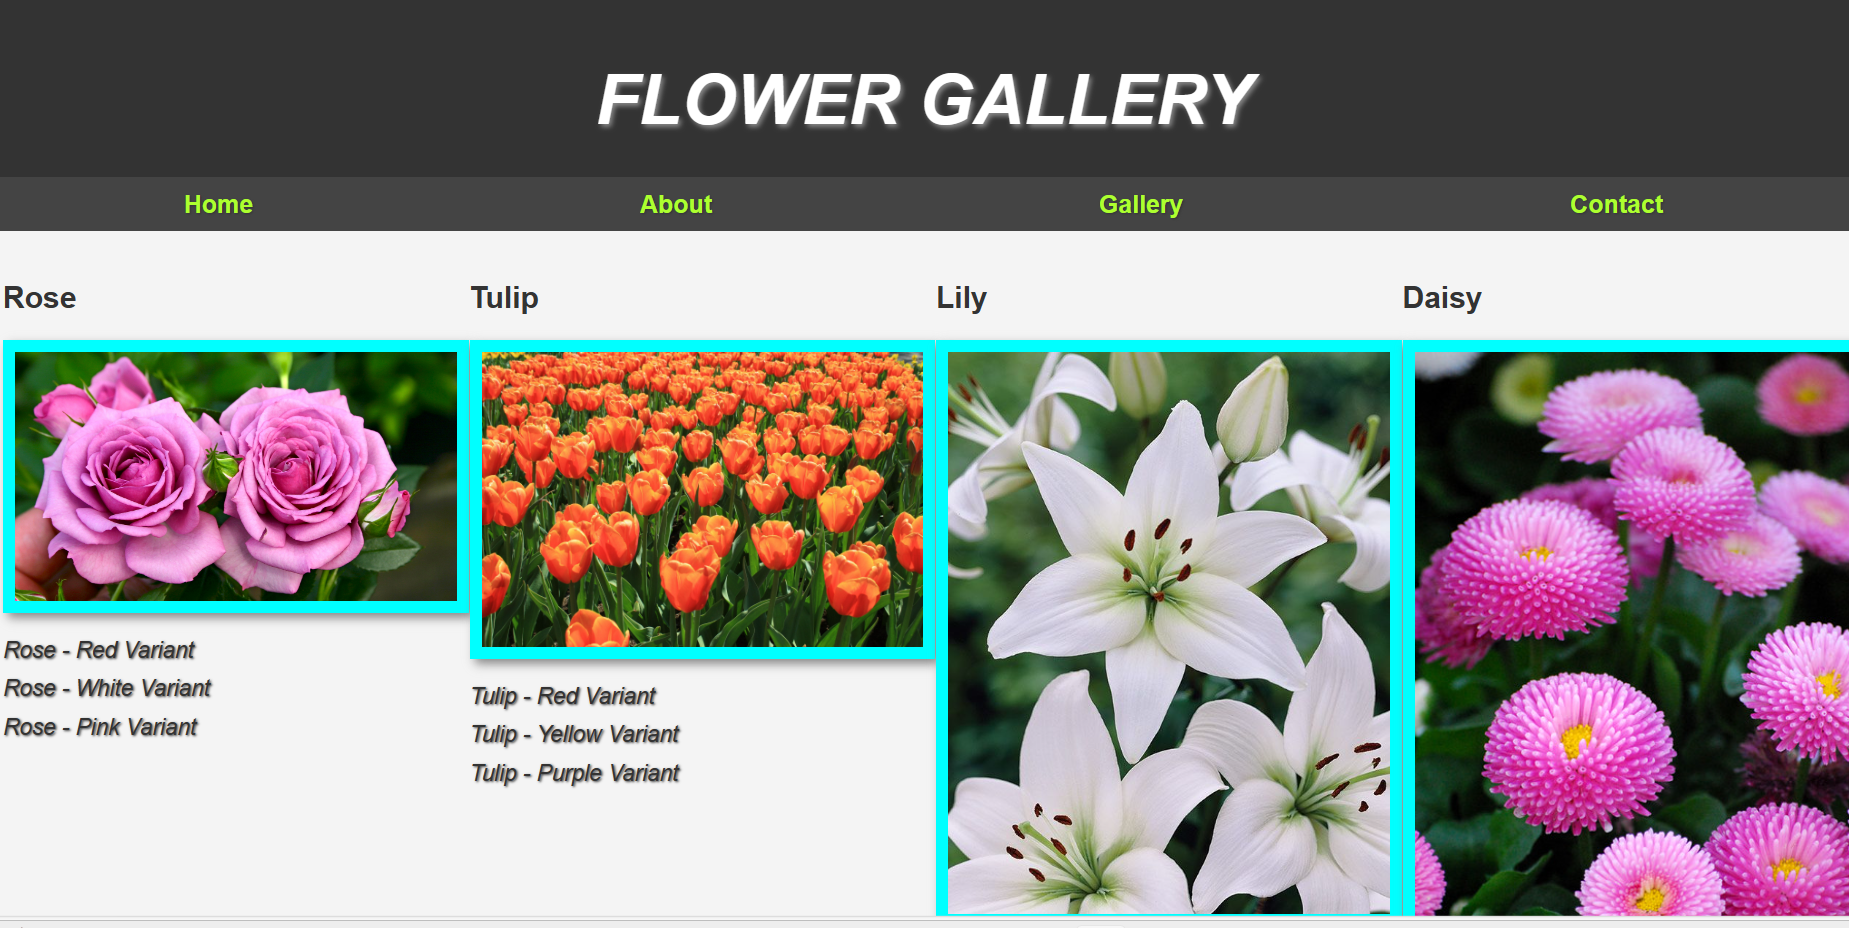 FLOWER GALLERY
Home About Gallery Contact
Rose
Rose - Red Variant
Rose - White Variant
Rose - Pink Variant
Tulip
Tulip - Red Variant
Tulip - Yellow Variant
Tulip - Purple Variant
Lily
Daisy